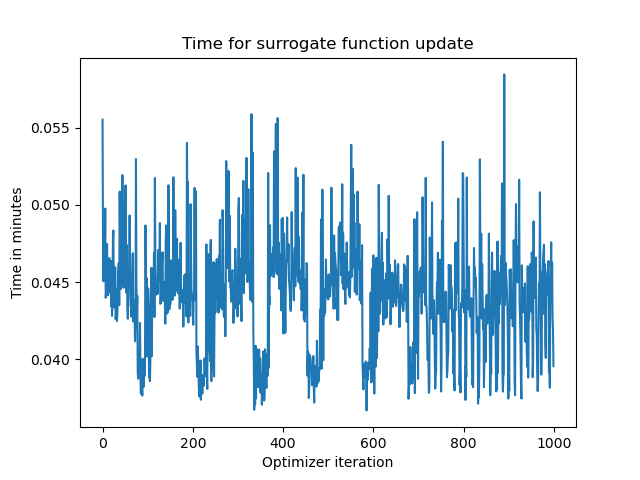 Time for surrogate function update
0.055
0.050
0.045
0.040
Time in minutes
0 200 400 600 800 1000
Optimizer iteration